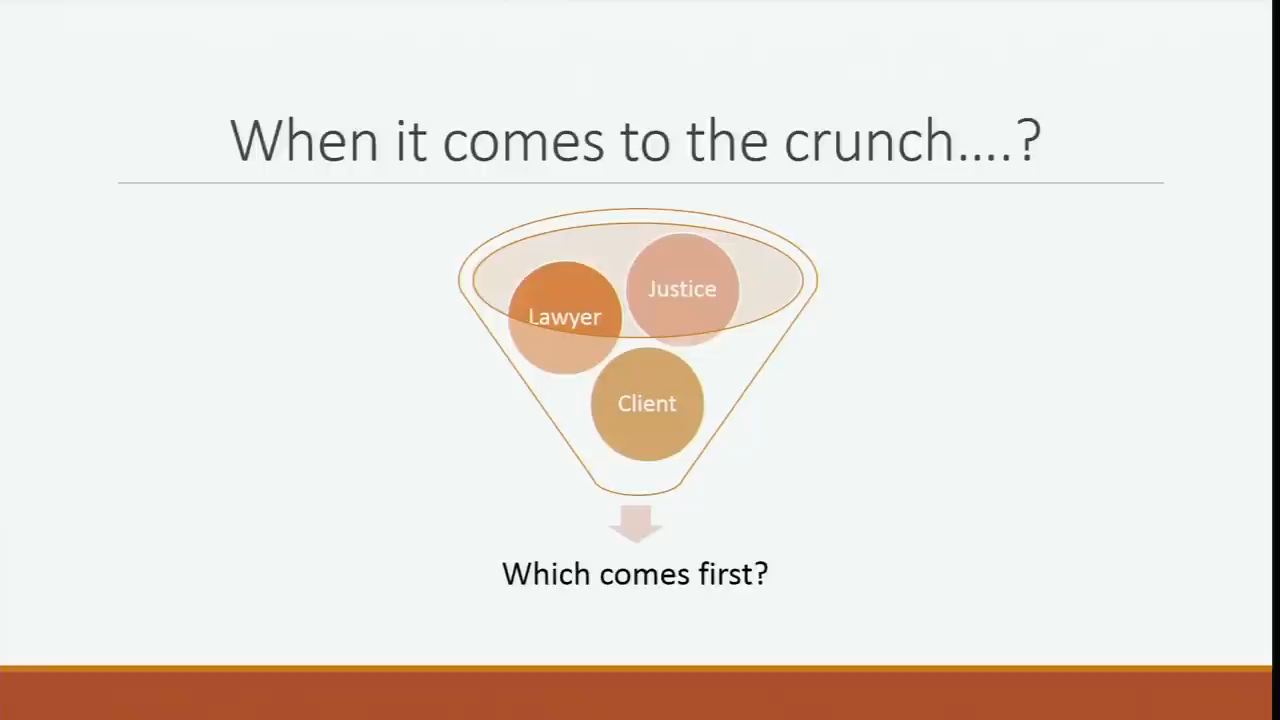 When it comes to the crunch....?
Justice
Lawyer
Client
Which comes first?